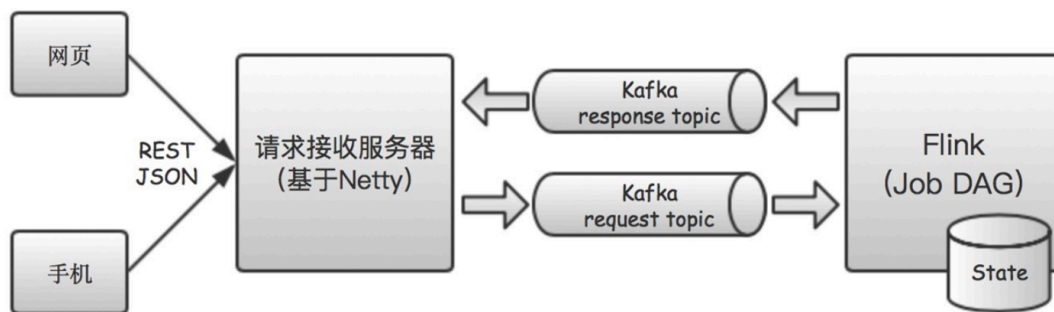 网页
手机
REST
JSON
请求接收服务器
（基于Netty）
Kafka
response topic
Kafka
request topic
Flink
(Job DAG)
State